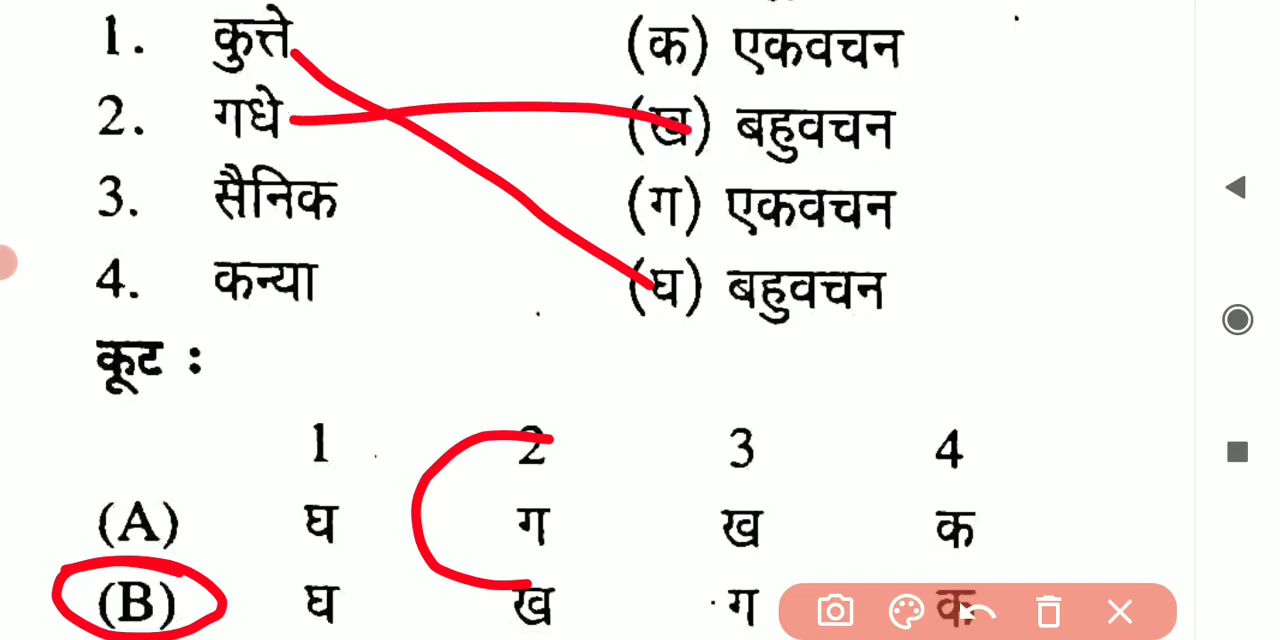 1. कुत्ते (क) एकवचन
2. गधे (ख) बहुवचन
3. सैनिक (ग) एकवचन
4. कन्या (घ) बहुवचन
कूट :
1 2 3 4
(A) घ ग ख क
(B) घ ख ग क